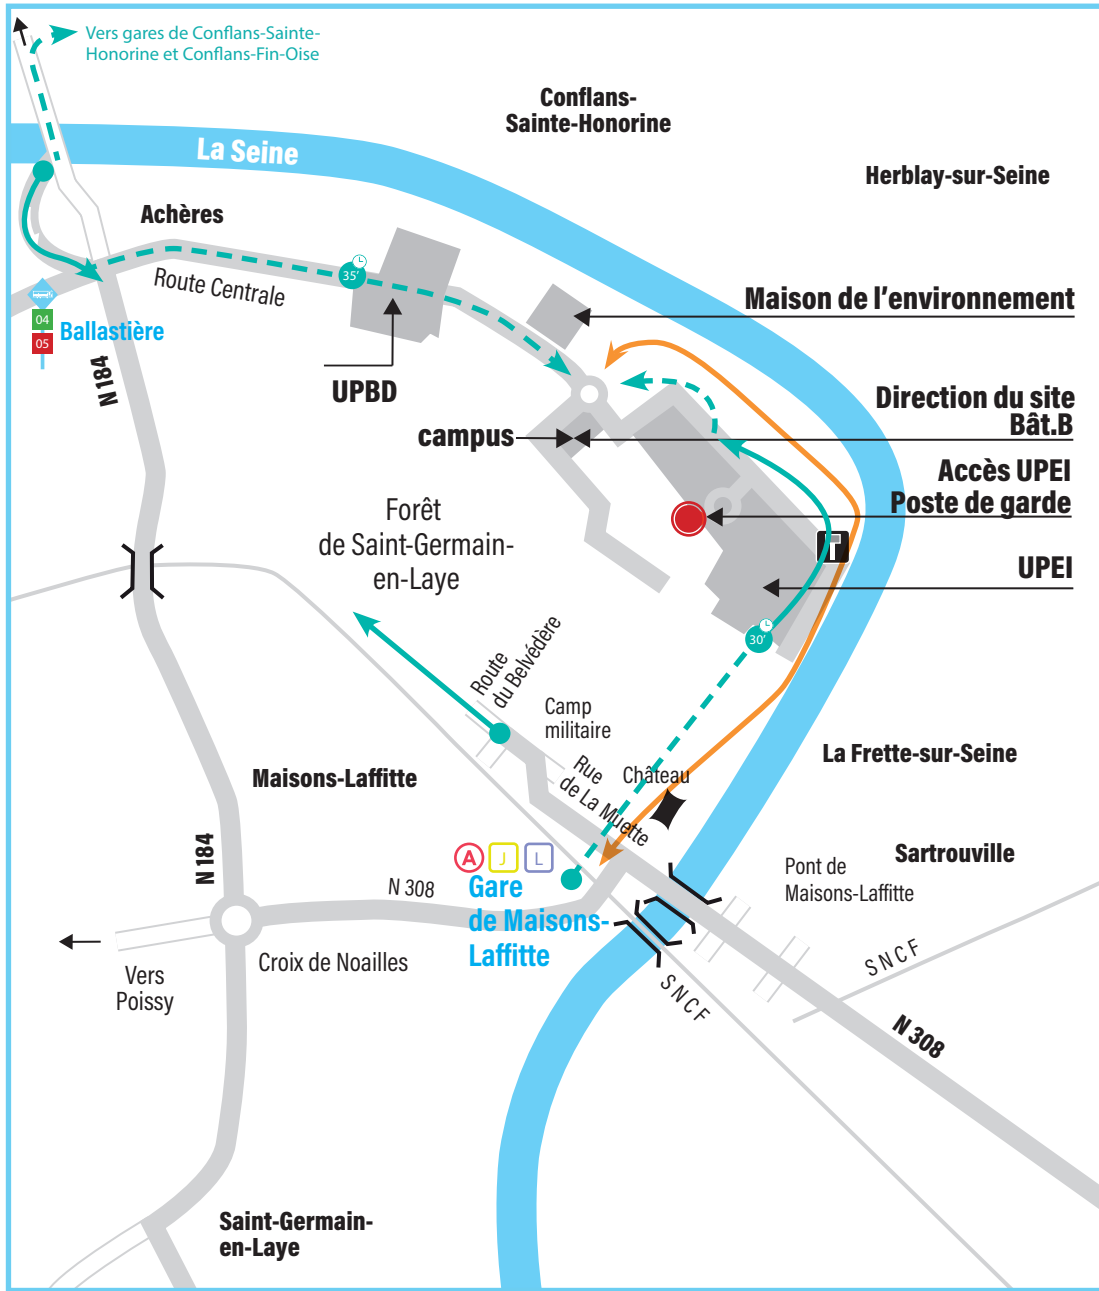 Vers gares de Conflans-Sainte-
Honorine et Conflans-Fin-Oise
Conflans-
Sainte-Honorine
La Seine
Herblay-sur-Seine
Achères
35’
Route Centrale
Maison de l’environnement
04
05
Ballastière
N 184
UPBD
Direction du site
Bât.B
campus
Accès UPEI
Poste de garde
Forêt
de Saint-Germain-
en-Laye
UPEI
30’
Route
du Belvédère
Camp
militaire
La Frette-sur-Seine
Maisons-Laffitte
Rue
de La Muette
Château
N 184
A
J
L
Sartrouville
Pont de
Maisons-Laffitte
N 308
Gare
de Maisons-
Laffitte
SNCF
Croix de Noailles
Vers
Poissy
SNCF
N 308
Saint-Germain-
en-Laye